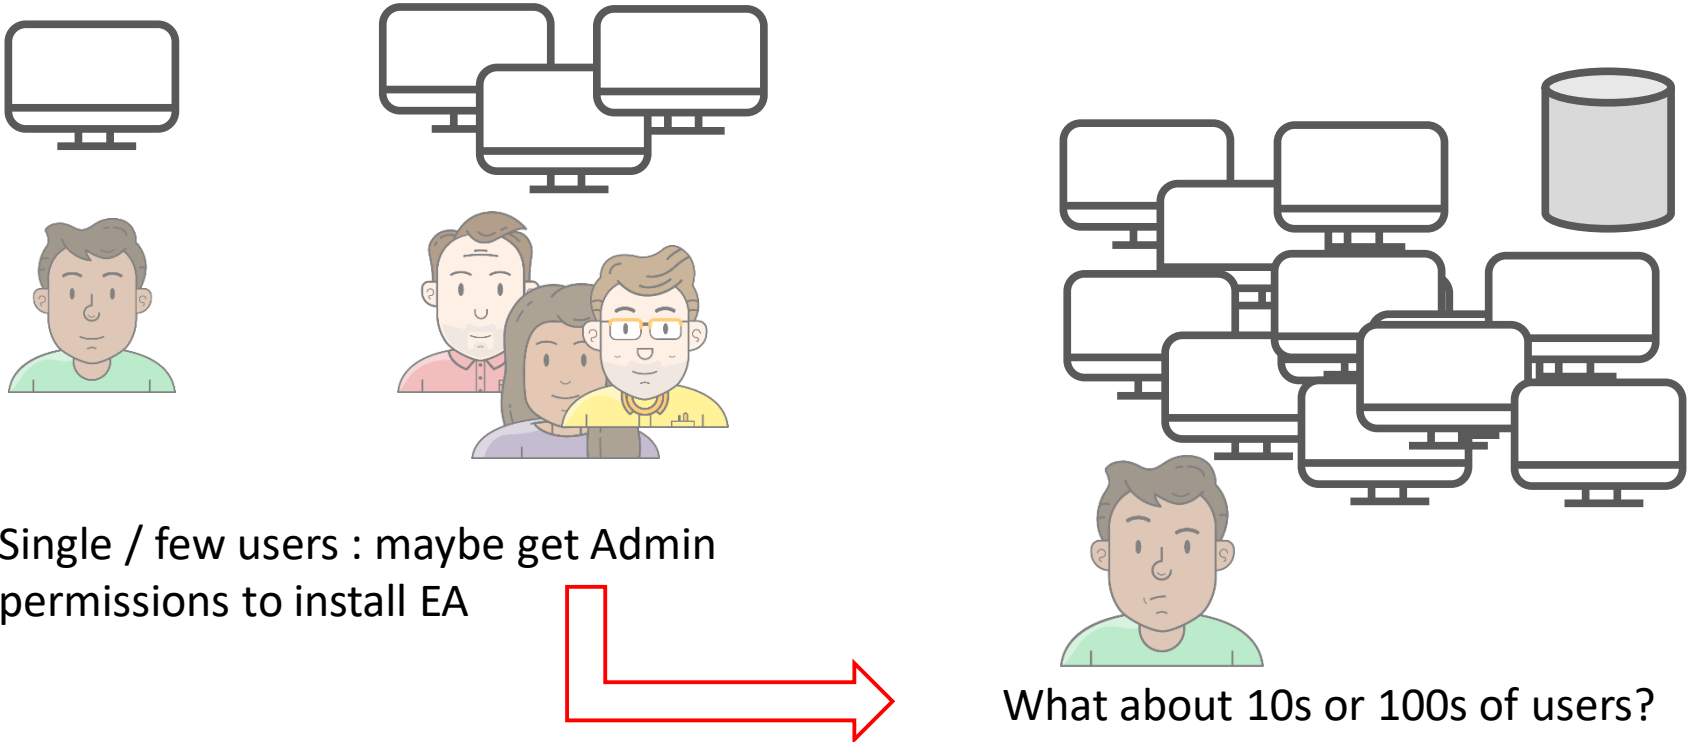 Single / few users : maybe get Admin
permissions to install EA
What about 10s or 100s of users?